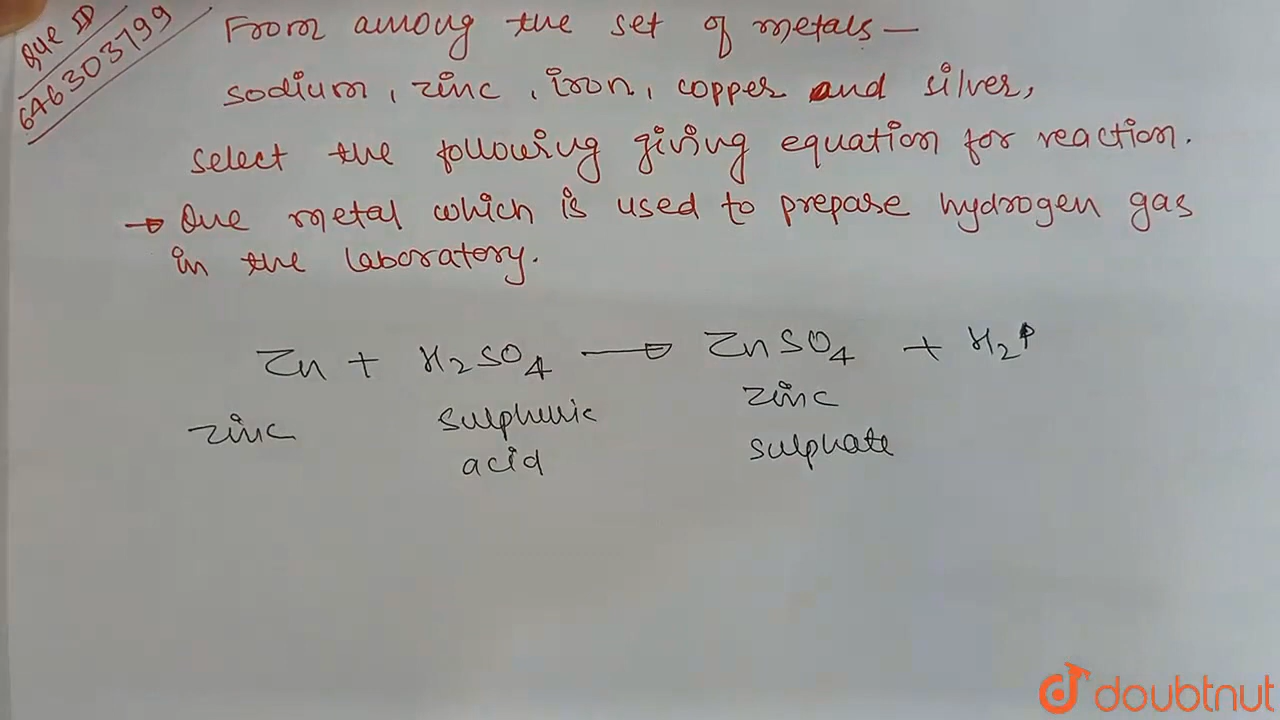 Que ID
646303799
From among the set of metals —
sodium, zinc, iron, copper and silver,
select the following giving equation for reaction.
→ One metal which is used to prepare hydrogen gas
in the laboratory.
Zn + H₂SO₄ → ZnSO₄ + H₂↑
zinc sulphuric zinc
acid sulphate
doubtnut